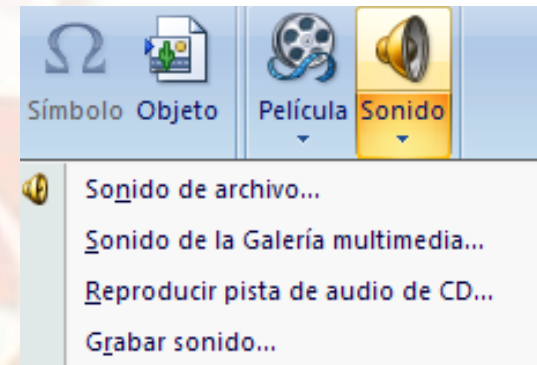 Símbolo Objeto Película Sonido
Sonido de archivo...
Sonido de la Galería multimedia...
Reproducir pista de audio de CD...
Grabar sonido...